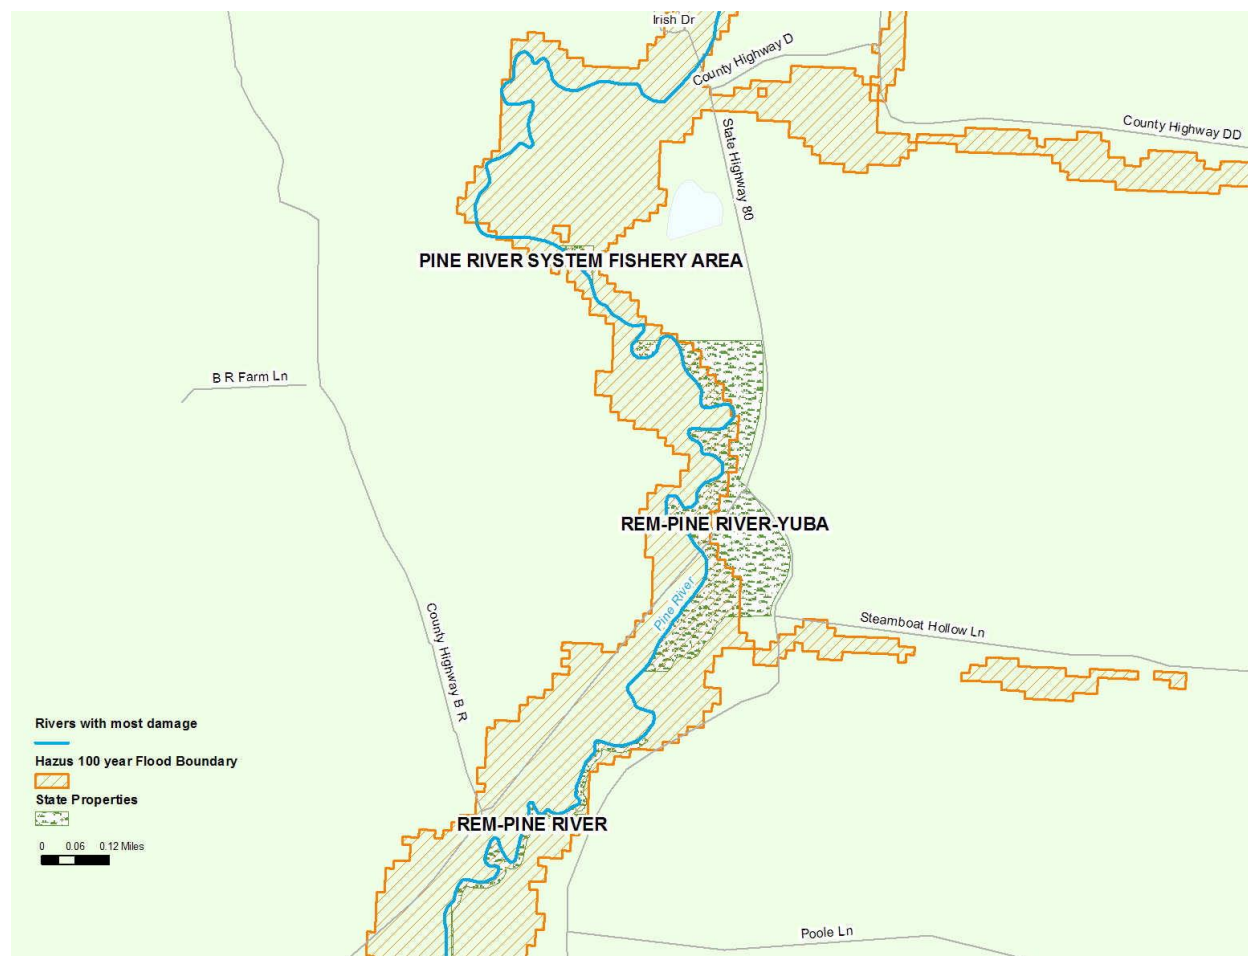 Irish Dr
County Highway D
County Highway DD
State Highway 80
PINE RIVER SYSTEM FISHERY AREA
B R Farm Ln
REM-PINE RIVER-YUBA
Pine River
Steamboat Hollow Ln
County Highway B R
Rivers with most damage
Hazus 100 year Flood Boundary
State Properties
0 0.06 0.12 Miles
REM-PINE RIVER
Poole Ln